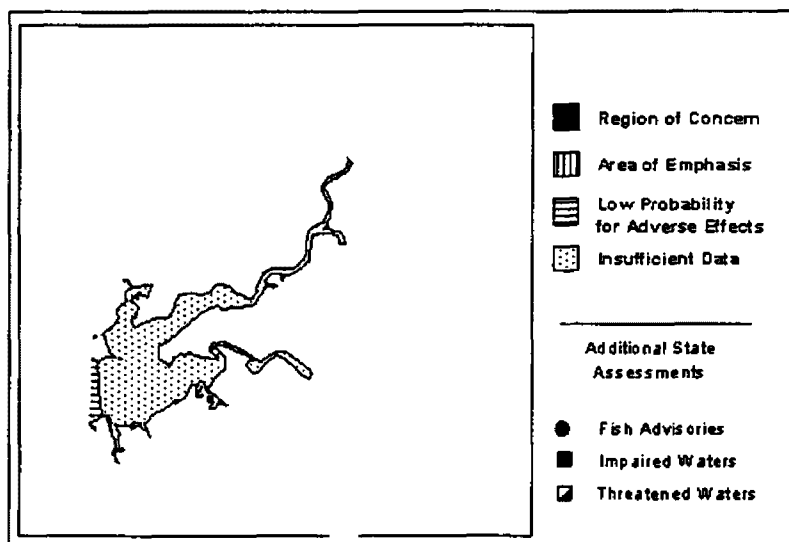 Region of Concern
Area of Emphasis
Low Probability
for Adverse Effects
Insufficient Data
Additional State
Assessments
Fish Advisories
Impaired Waters
Threatened Waters